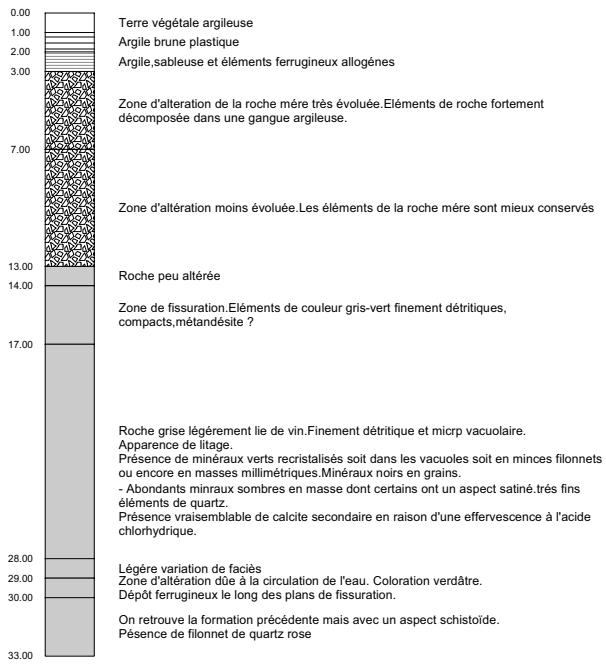 0.00
Terre végétale argileuse
1.00
Argile brune plastique
2.00
Argile,sableuse et éléments ferrugineux allogénes
3.00
Zone d'alteration de la roche mére très évoluée.Eléments de roche fortement
décomposée dans une gangue argileuse.
7.00
Zone d'altération moins évoluée.Les éléments de la roche mére sont mieux conservés
13.00
Roche peu altérée
14.00
Zone de fissuration.Eléments de couleur gris-vert finement détritiques,
compacts,métandésite ?
17.00
Roche grise légérement lie de vin.Finement détritique et micrp vacuolaire.
Apparence de litage.
Présence de minéraux verts recristalisés soit dans les vacuoles soit en minces filonnets
ou encore en masses millimétriques.Minéraux noirs en grains.
- Abondants minraux sombres en masse dont certains ont un aspect satiné.trés fins
éléments de quartz.
Présence vraisemblable de calcite secondaire en raison d'une effervescence à l'acide
chlorhydrique.
28.00
Légére variation de faciès
29.00
Zone d'altération dûe à la circulation de l'eau. Coloration verdâtre.
30.00
Dépôt ferrugineux le long des plans de fissuration.
On retrouve la formation précédente mais avec un aspect schistoïde.
Pésence de filonnet de quartz rose
33.00